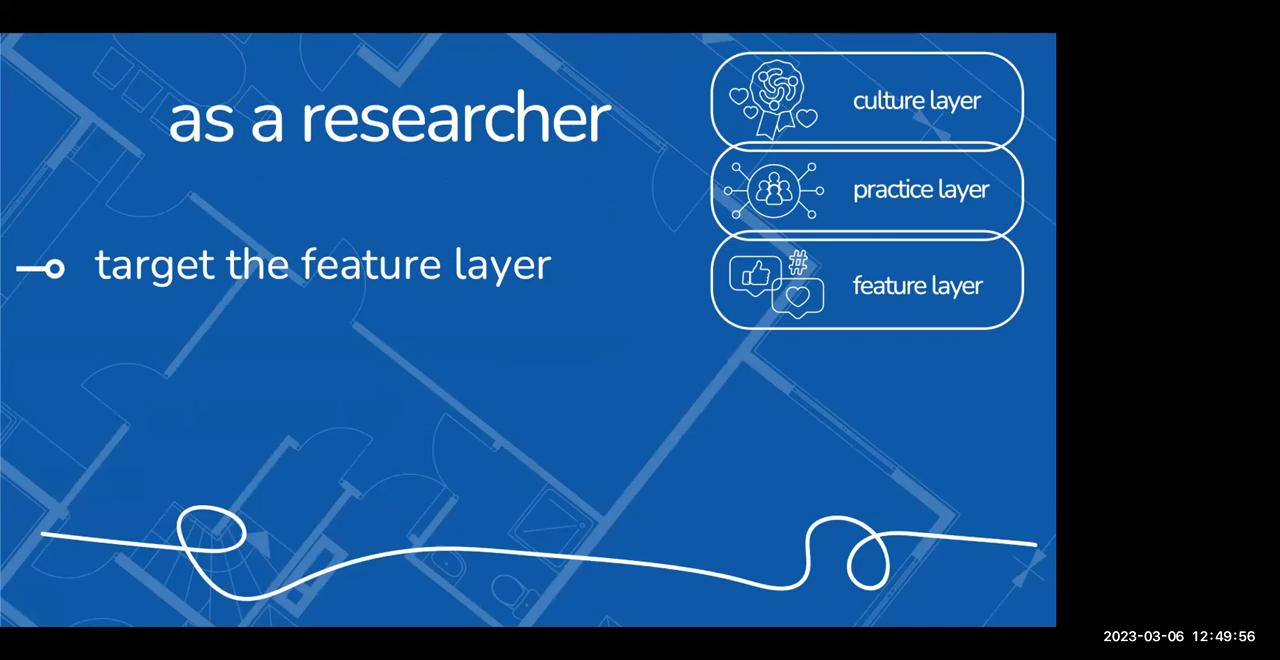 as a researcher
target the feature layer
culture layer
practice layer
#
feature layer
2023-03-06 12:49:56